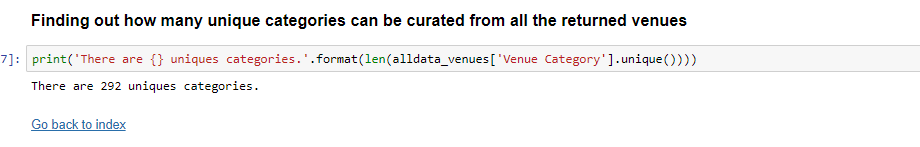 Finding out how many unique categories can be curated from all the returned venues
7]: print('There are {} uniques categories.'.format(len(alldata_venues['Venue Category'].unique())))
There are 292 uniques categories.
Go back to index